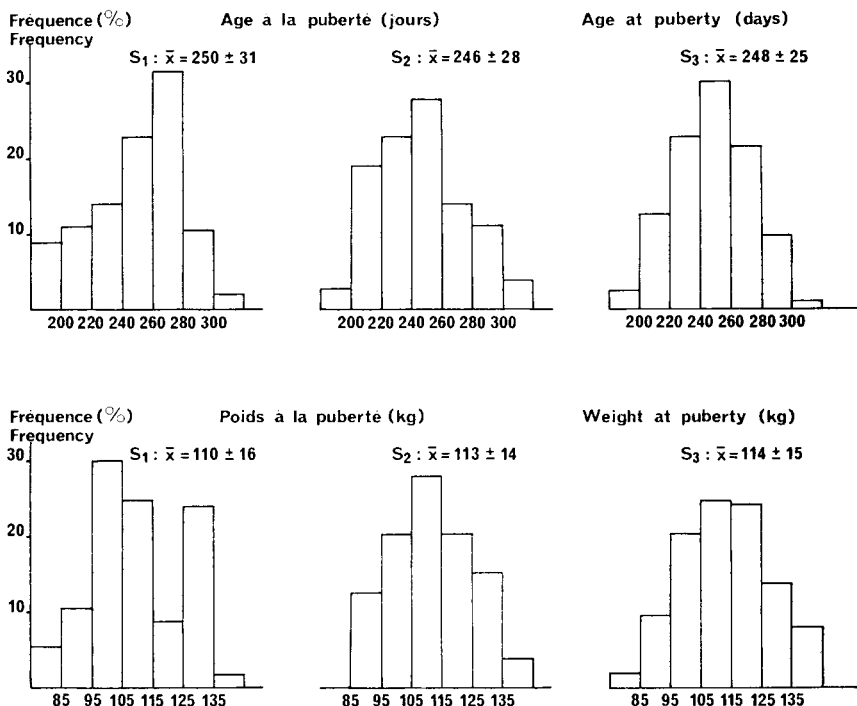 Fréquence (%) Age à la puberté (jours) Age at puberty (days)
Frequency
S1 : x̄ = 250 ± 31 S2 : x̄ = 246 ± 28 S3 : x̄ = 248 ± 25
30
20
10
200 220 240 260 280 300 200 220 240 260 280 300 200 220 240 260 280 300
Fréquence (%) Poids à la puberté (kg) Weight at puberty (kg)
Frequency
S1 : x̄ = 110 ± 16 S2 : x̄ = 113 ± 14 S3 : x̄ = 114 ± 15
30
20
10
85 95 105 115 125 135 85 95 105 115 125 135 85 95 105 115 125 135